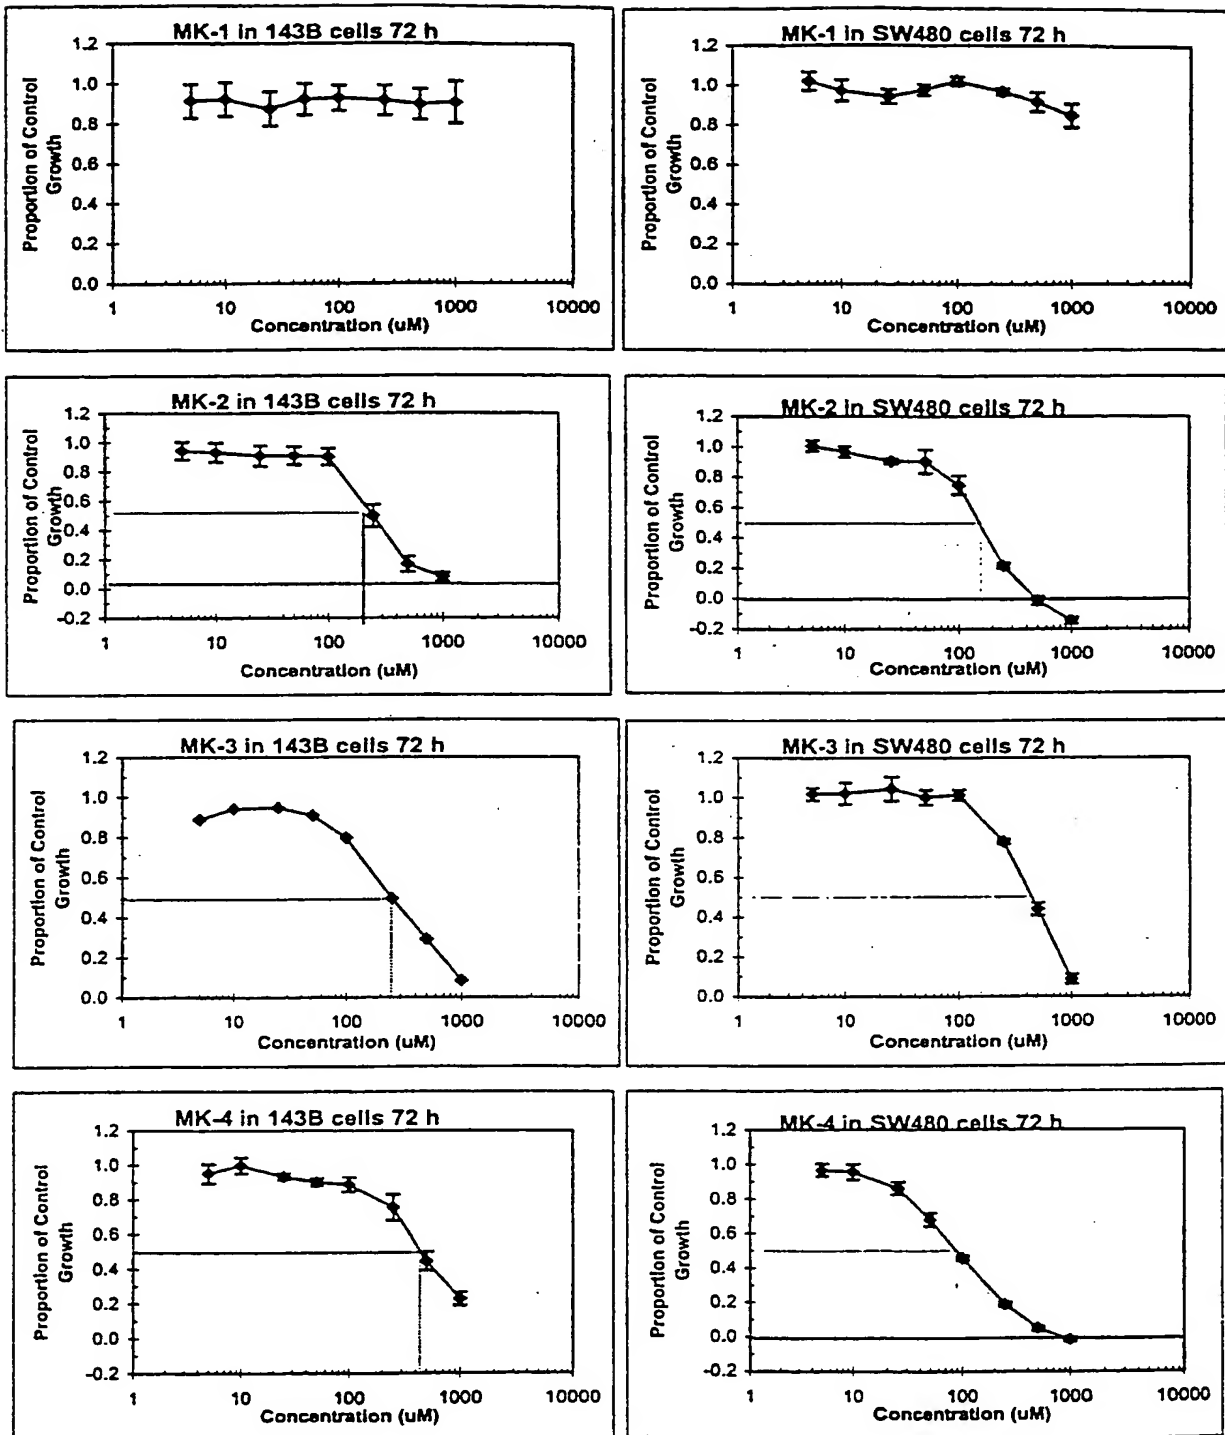 MK-1 in 143B cells 72 h
Proportion of Control
Growth
1.2
1.0
0.8
0.6
0.4
0.2
0.0
1 10 100 1000 10000
Concentration (uM)
MK-1 in SW480 cells 72 h
Proportion of Control
Growth
1.2
1.0
0.8
0.6
0.4
0.2
0.0
1 10 100 1000 10000
Concentration (uM)
MK-2 in 143B cells 72 h
Proportion of Control
Growth
1.2
1.0
0.8
0.6
0.4
0.2
0.0
-0.2
1 10 100 1000 10000
Concentration (uM)
MK-2 in SW480 cells 72 h
Proportion of Control
Growth
1.2
1.0
0.8
0.6
0.4
0.2
0.0
-0.2
1 10 100 1000 10000
Concentration (uM)
MK-3 in 143B cells 72 h
Proportion of Control
Growth
1.2
1.0
0.8
0.6
0.4
0.2
0.0
1 10 100 1000 10000
Concentration (uM)
MK-3 in SW480 cells 72 h
Proportion of Control
Growth
1.2
1.0
0.8
0.6
0.4
0.2
0.0
1 10 100 1000 10000
Concentration (uM)
MK-4 in 143B cells 72 h
Proportion of Control
Growth
1.2
1.0
0.8
0.6
0.4
0.2
0.0
-0.2
1 10 100 1000 10000
Concentration (uM)
MK-4 in SW480 cells 72 h
Proportion of Control
Growth
1.2
1.0
0.8
0.6
0.4
0.2
0.0
-0.2
1 10 100 1000 10000
Concentration (uM)